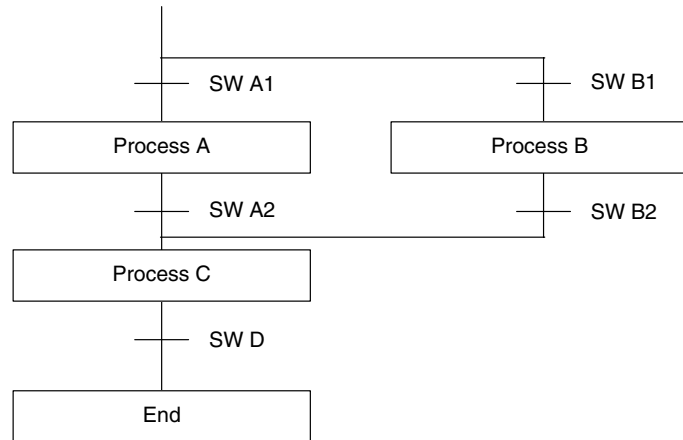 SW A1
SW B1
Process A
Process B
SW A2
SW B2
Process C
SW D
End